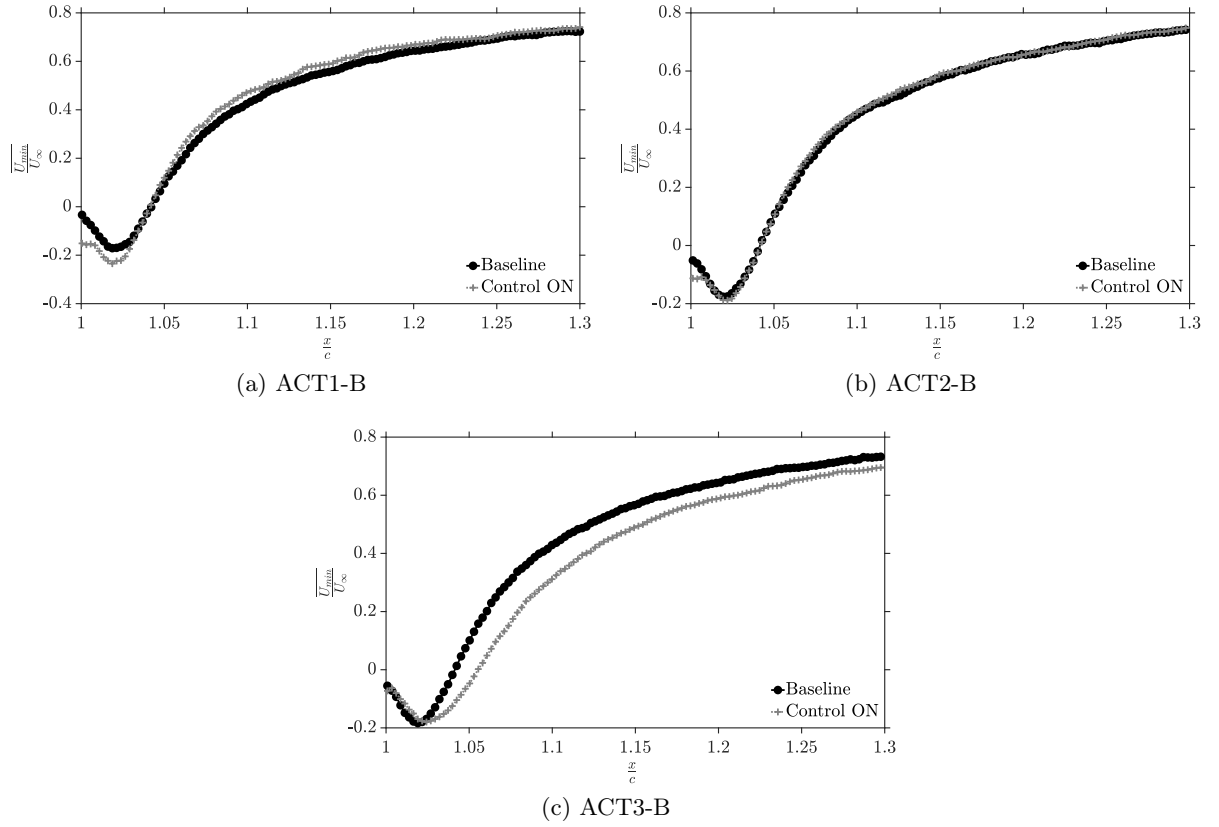 0.8
0.6
0.4
0.2
0
-0.2
-0.4
U_min
U_∞
Baseline
Control ON
1 1.05 1.1 1.15 1.2 1.25 1.3
x
c
(a) ACT1-B
0.8
0.6
0.4
0.2
0
-0.2
U_min
U_∞
Baseline
Control ON
1 1.05 1.1 1.15 1.2 1.25 1.3
x
c
(b) ACT2-B
0.8
0.6
0.4
0.2
0
-0.2
U_min
U_∞
Baseline
Control ON
1 1.05 1.1 1.15 1.2 1.25 1.3
x
c
(c) ACT3-B